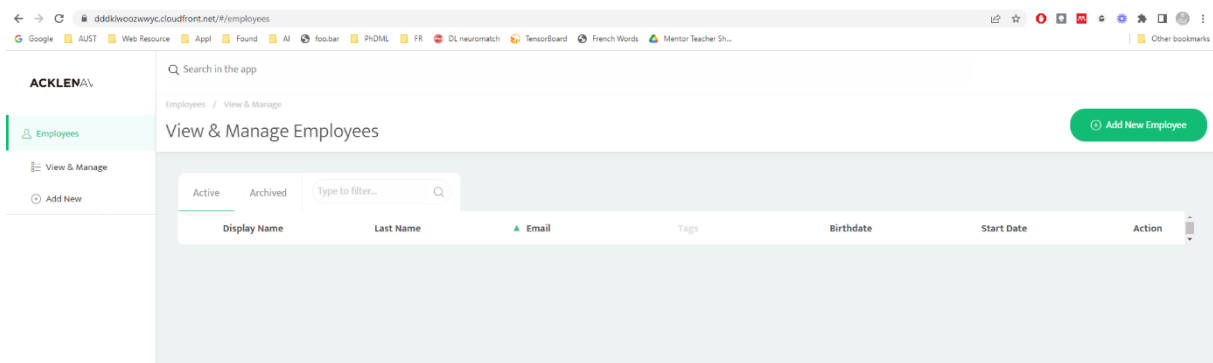 dddklwoozwwyc.cloudfront.net/#/employees
Google AUST Web Resource Appl Found AI foo.bar PhDML FR DL neuromatch TensorBoard French Words Mentor Teacher Sh... Other bookmarks
ACKLENAV
Search in the app
Employees / View & Manage
View & Manage Employees
Add New Employee
Employees
View & Manage
Add New
Active Archived Type to filter...
Display Name Last Name ▲ Email Tags Birthdate Start Date Action